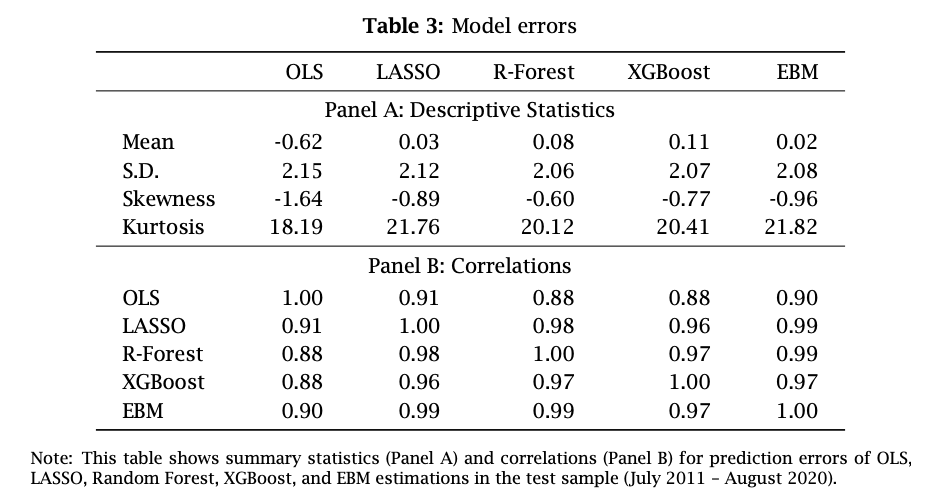 Table 3: Model errors
OLS LASSO R-Forest XGBoost EBM
Panel A: Descriptive Statistics
Mean -0.62 0.03 0.08 0.11 0.02
S.D. 2.15 2.12 2.06 2.07 2.08
Skewness -1.64 -0.89 -0.60 -0.77 -0.96
Kurtosis 18.19 21.76 20.12 20.41 21.82
Panel B: Correlations
OLS 1.00 0.91 0.88 0.88 0.90
LASSO 0.91 1.00 0.98 0.96 0.99
R-Forest 0.88 0.98 1.00 0.97 0.99
XGBoost 0.88 0.96 0.97 1.00 0.97
EBM 0.90 0.99 0.99 0.97 1.00
Note: This table shows summary statistics (Panel A) and correlations (Panel B) for prediction errors of OLS,
LASSO, Random Forest, XGBoost, and EBM estimations in the test sample (July 2011 – August 2020).